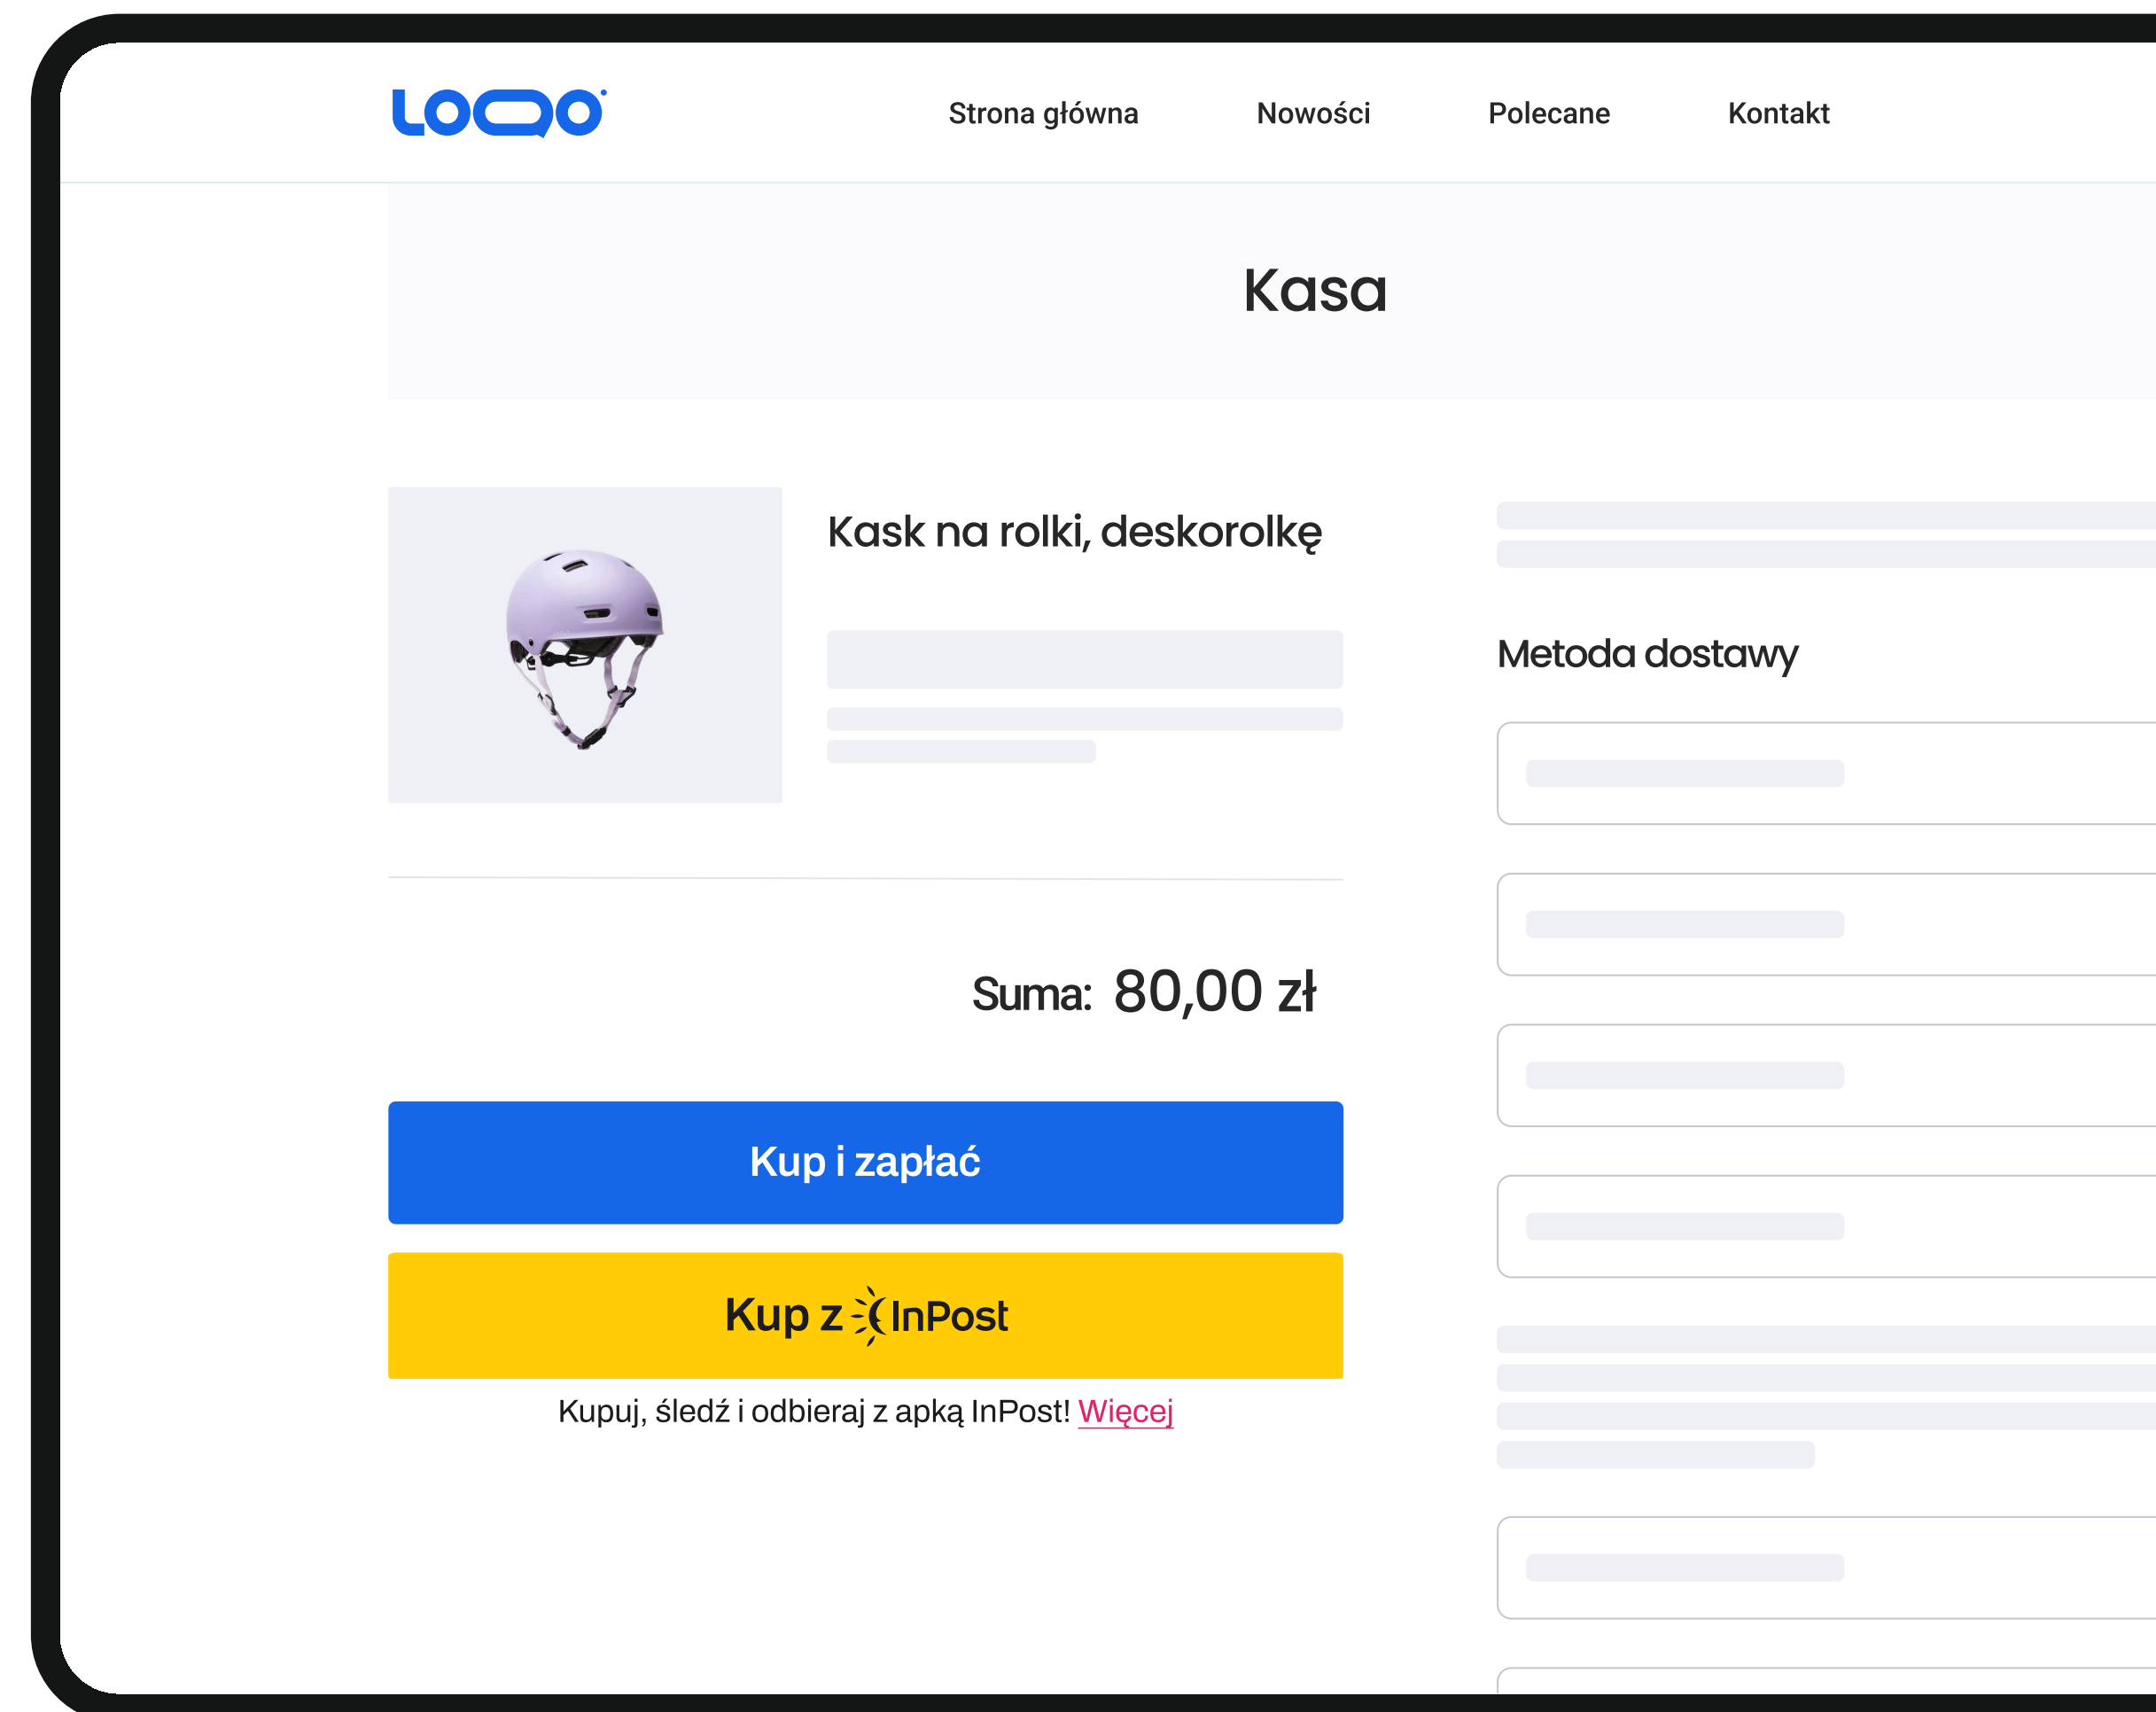 LOQO
Strona główna Nowości Polecane Kontakt
Kasa
Kask na rolki, deskorolkę
Metoda dostawy
Suma: 80,00 zł
Kup i zapłać
Kup z InPost
Kupuj, śledź i odbieraj z apką InPost! Więcej